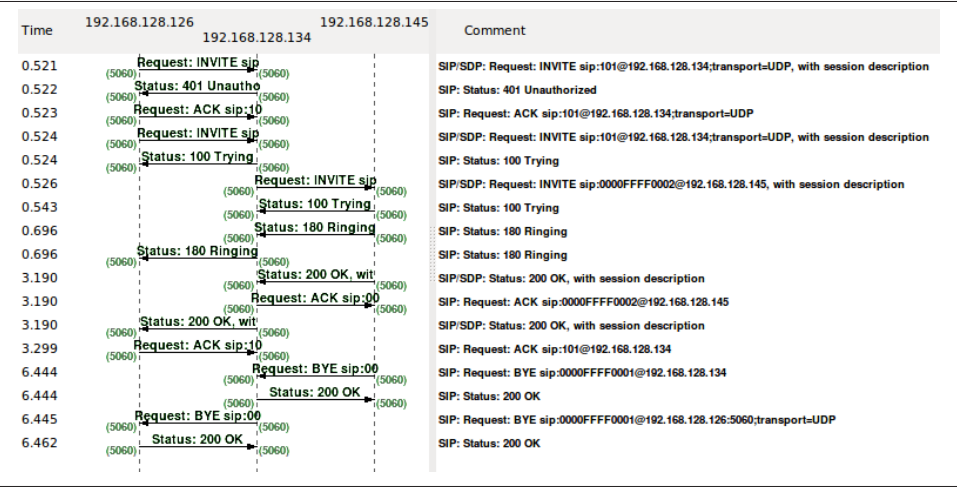 Time 192.168.128.126 192.168.128.134 192.168.128.145 Comment
0.521 (5060) Request: INVITE sip (5060) SIP/SDP: Request: INVITE sip:101@192.168.128.134;transport=UDP, with session description
0.522 (5060) Status: 401 Unautho (5060) SIP: Status: 401 Unauthorized
0.523 (5060) Request: ACK sip:10 (5060) SIP: Request: ACK sip:101@192.168.128.134;transport=UDP
0.524 (5060) Request: INVITE sip (5060) SIP/SDP: Request: INVITE sip:101@192.168.128.134;transport=UDP, with session description
0.524 (5060) Status: 100 Trying (5060) SIP: Status: 100 Trying
0.526 (5060) Request: INVITE sip (5060) SIP/SDP: Request: INVITE sip:0000FFFF0002@192.168.128.145, with session description
0.543 (5060) Status: 100 Trying (5060) SIP: Status: 100 Trying
0.696 (5060) Status: 180 Ringing (5060) SIP: Status: 180 Ringing
0.696 (5060) Status: 180 Ringing (5060) SIP: Status: 180 Ringing
3.190 (5060) Status: 200 OK, wit (5060) SIP/SDP: Status: 200 OK, with session description
3.190 (5060) Request: ACK sip:00 (5060) SIP: Request: ACK sip:0000FFFF0002@192.168.128.145
3.190 (5060) Status: 200 OK, wit (5060) SIP/SDP: Status: 200 OK, with session description
3.299 (5060) Request: ACK sip:10 (5060) SIP: Request: ACK sip:101@192.168.128.134
6.444 (5060) Request: BYE sip:00 (5060) SIP: Request: BYE sip:0000FFFF0001@192.168.128.134
6.444 (5060) Status: 200 OK (5060) SIP: Status: 200 OK
6.445 (5060) Request: BYE sip:00 (5060) SIP: Request: BYE sip:0000FFFF0001@192.168.128.126:5060;transport=UDP
6.462 (5060) Status: 200 OK (5060) SIP: Status: 200 OK